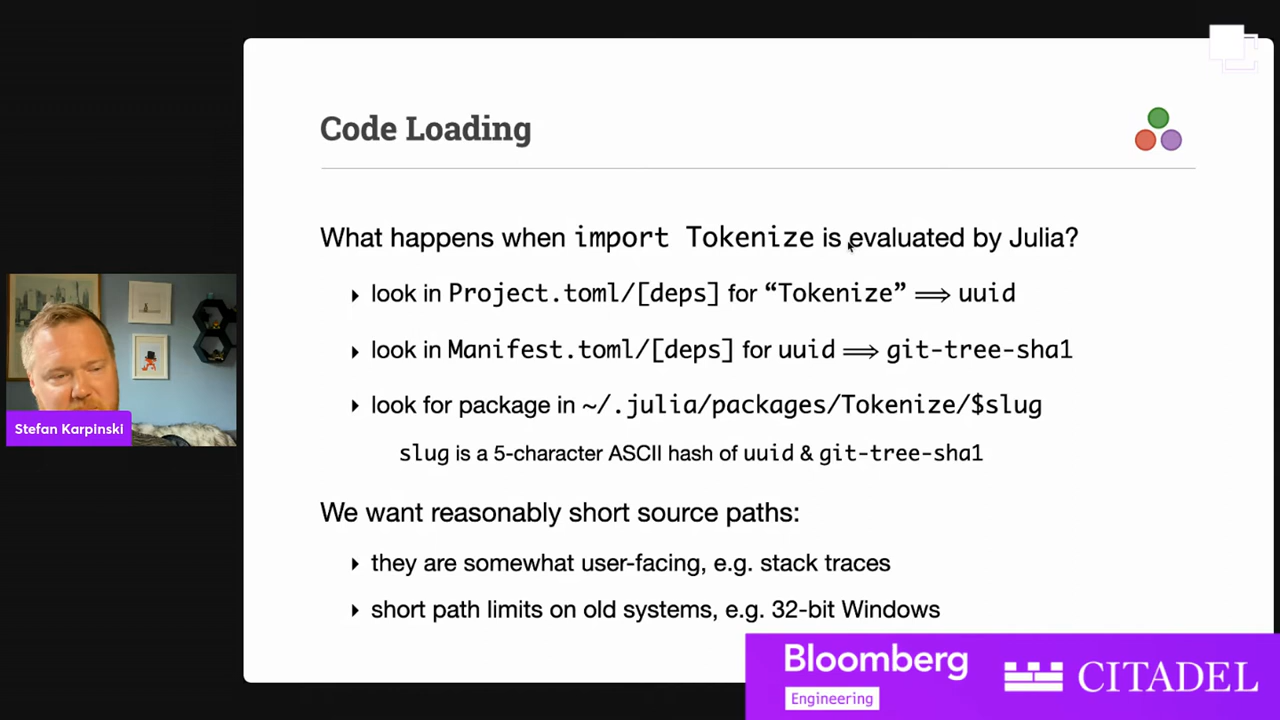 Code Loading
What happens when import Tokenize is evaluated by Julia?
‣ look in Project.toml/[deps] for “Tokenize” ⟹ uuid
‣ look in Manifest.toml/[deps] for uuid ⟹ git-tree-sha1
‣ look for package in ~/.julia/packages/Tokenize/$slug
slug is a 5-character ASCII hash of uuid & git-tree-sha1
We want reasonably short source paths:
‣ they are somewhat user-facing, e.g. stack traces
‣ short path limits on old systems, e.g. 32-bit Windows
Stefan Karpinski
Bloomberg
Engineering
CITADEL